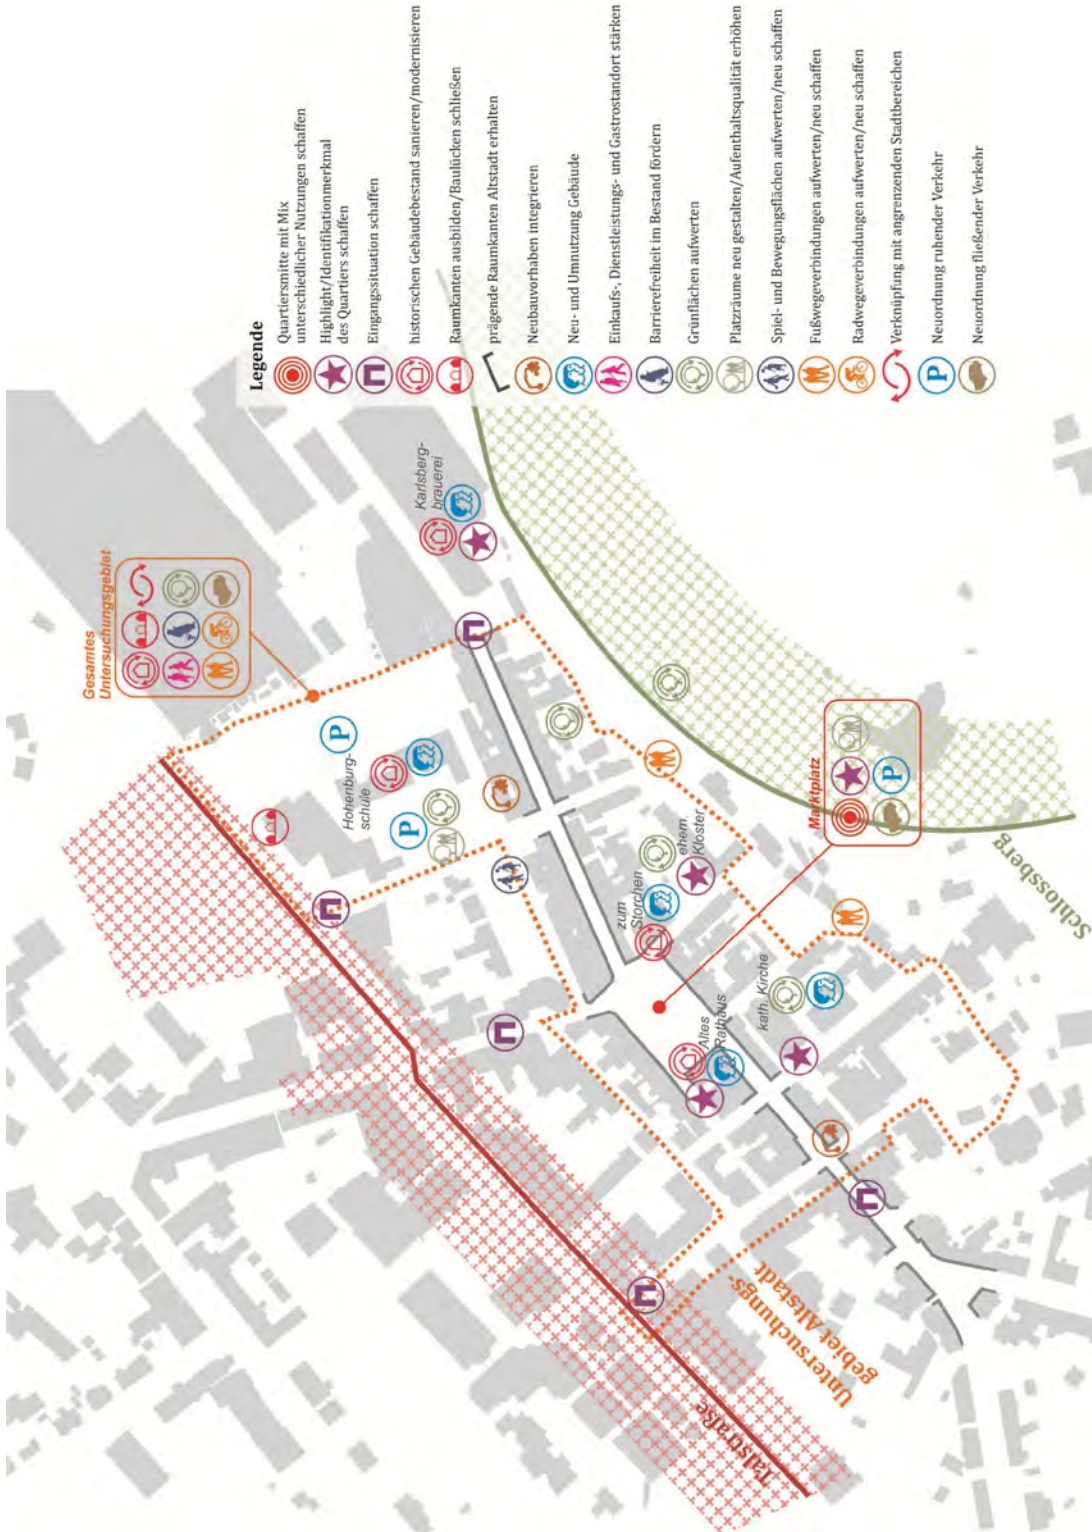 Legende
Quartiersmitte mit Mix
unterschiedlicher Nutzungen schaffen
Highlight/Identifikationmerkmal
des Quartiers schaffen
Eingangssituation schaffen
historischen Gebäudebestand sanieren/modernisieren
Raumkanten ausbilden/Baulücken schließen
prägende Raumkanten Altstadt erhalten
Neubauvorhaben integrieren
Neu- und Umnutzung Gebäude
Einkaufs-, Dienstleistungs- und Gastrostandort stärken
Barrierefreiheit im Bestand fördern
Grünflächen aufwerten
Platzräume neu gestalten/Aufenthaltsqualität erhöhen
Spiel- und Bewegungsflächen aufwerten/neu schaffen
Fußwegeverbindungen aufwerten/neu schaffen
Radwegeverbindungen aufwerten/neu schaffen
Verknüpfung mit angrenzenden Stadtbereichen
P Neuordnung ruhender Verkehr
Neuordnung fließender Verkehr
Gesamtes
Untersuchungsgebiet
Karlsberg-
brauerei
P
Hohenburg-
schule
P
zum
Storchen
ehem.
Kloster
Marktplatz
P
Altes
Rathaus
kath. Kirche
Schlossberg
Untersuchungs-
gebiet Altstadt
Talstraße